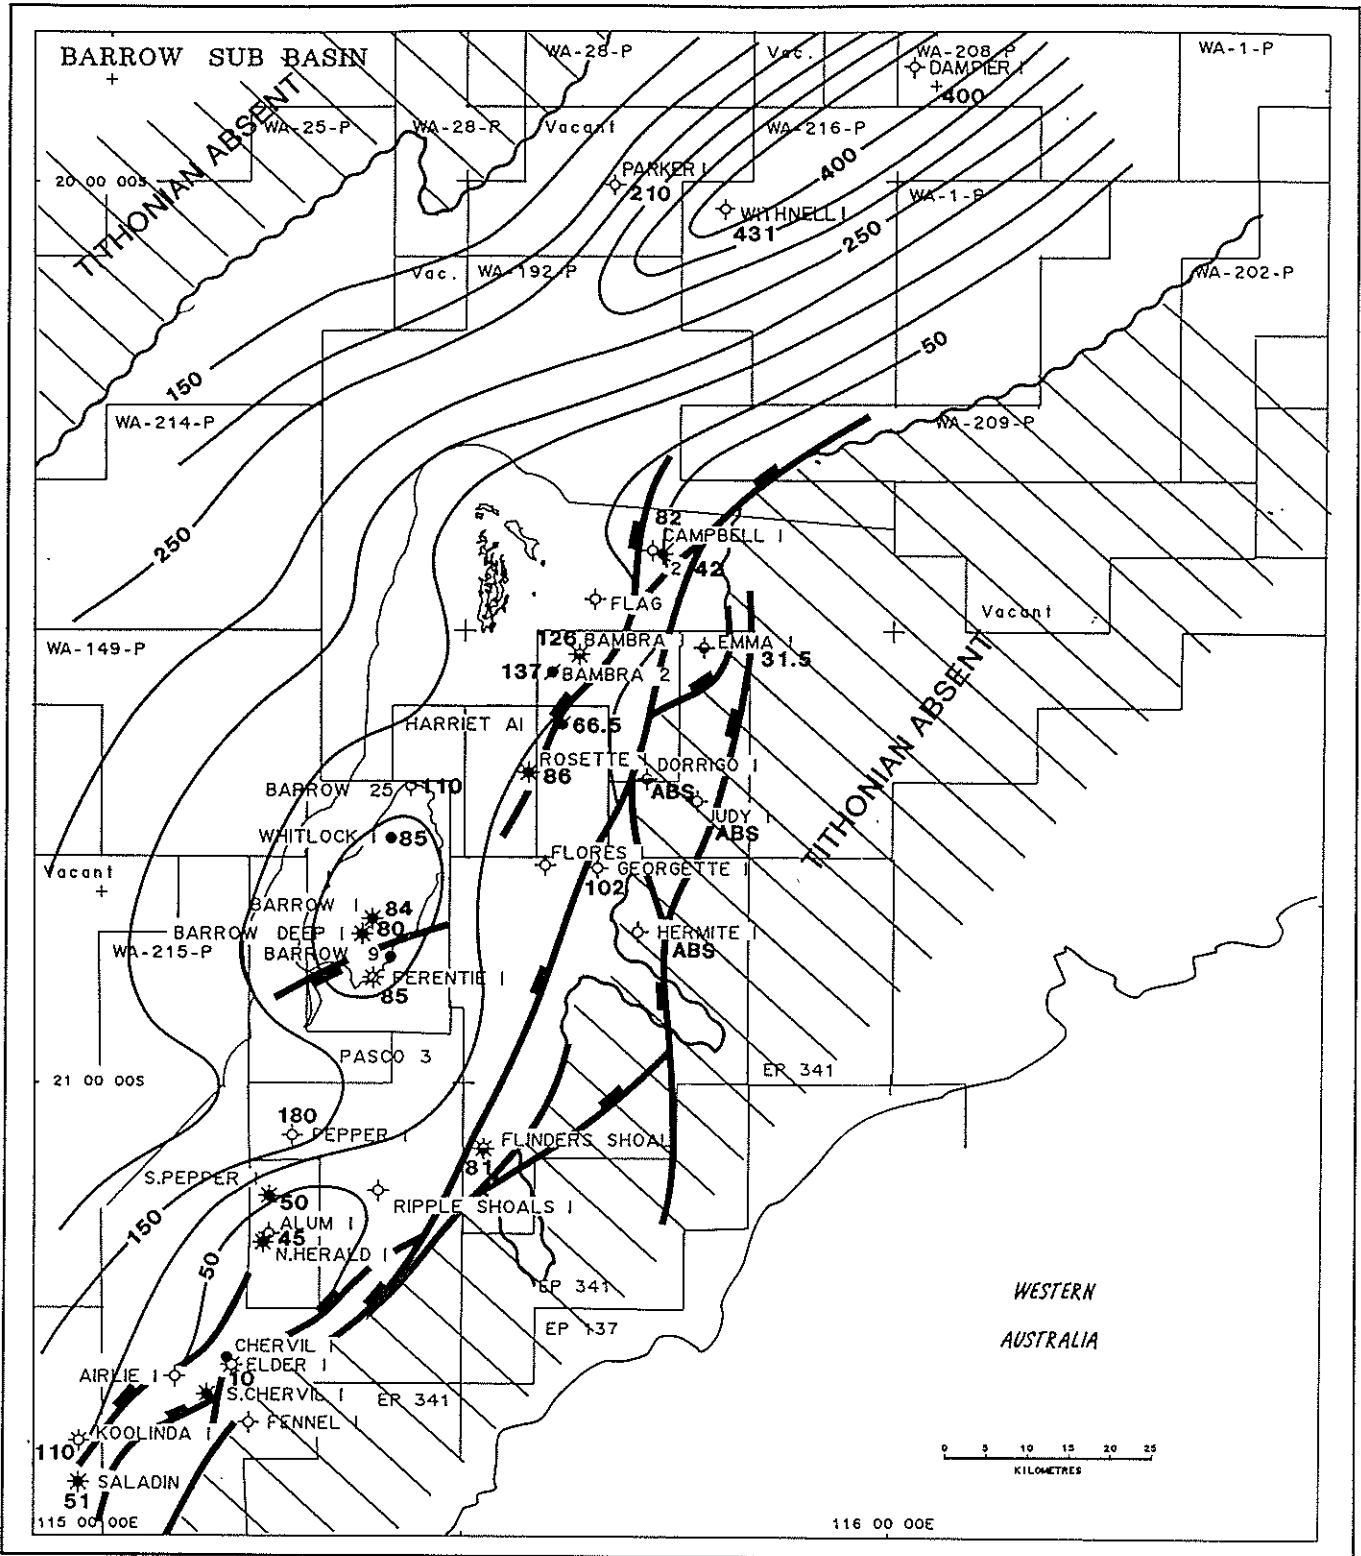 BARROW SUB BASIN
WA-28-P
Vac.
WA-208-P
WA-1-P
DAMPIER 1
400
WA-25-P
WA-28-P
Vacant
WA-216-P
TITHONIAN ABSENT
20 00 00S
PARKER 1
210
400
WA-1-P
WITHNELL 1
431
250
Vac.
WA-192-P
WA-202-P
50
150
WA-214-P
WA-209-P
250
82
CAMPBELL 1
2
42
FLAG
Vacant
WA-149-P
126
BAMBRA 1
EMMA 1
31.5
137
BAMBRA 2
HARRIET A1
66.5
TITHONIAN ABSENT
ROSETTE 1
86
DORRIGO 1
ABS
BARROW 25
110
JUDY 1
ABS
WHITLOCK 1
85
FLORES 1
GEORGETTE 1
102
Vacant
BARROW 1
84
BARROW DEEP 1
80
HERMITE 1
ABS
WA-215-P
BARROW 9
PERENTIE 1
85
PASCO 3
21 00 00S
EP 341
180
PEPPER 1
FLINDERS SHOAL
81
S.PEPPER 1
50
RIPPLE SHOALS 1
ALUM 1
150
45
N.HERALD 1
50
EP 341
WESTERN
EP 137
AUSTRALIA
CHERVIL 1
ELDER 1
AIRLIE 1
10
S.CHERVIL 1
EP 341
FENNEL 1
KOOLINDA 1
110
SALADIN
51
0 5 10 15 20 25
KILOMETRES
115 00 00E
116 00 00E